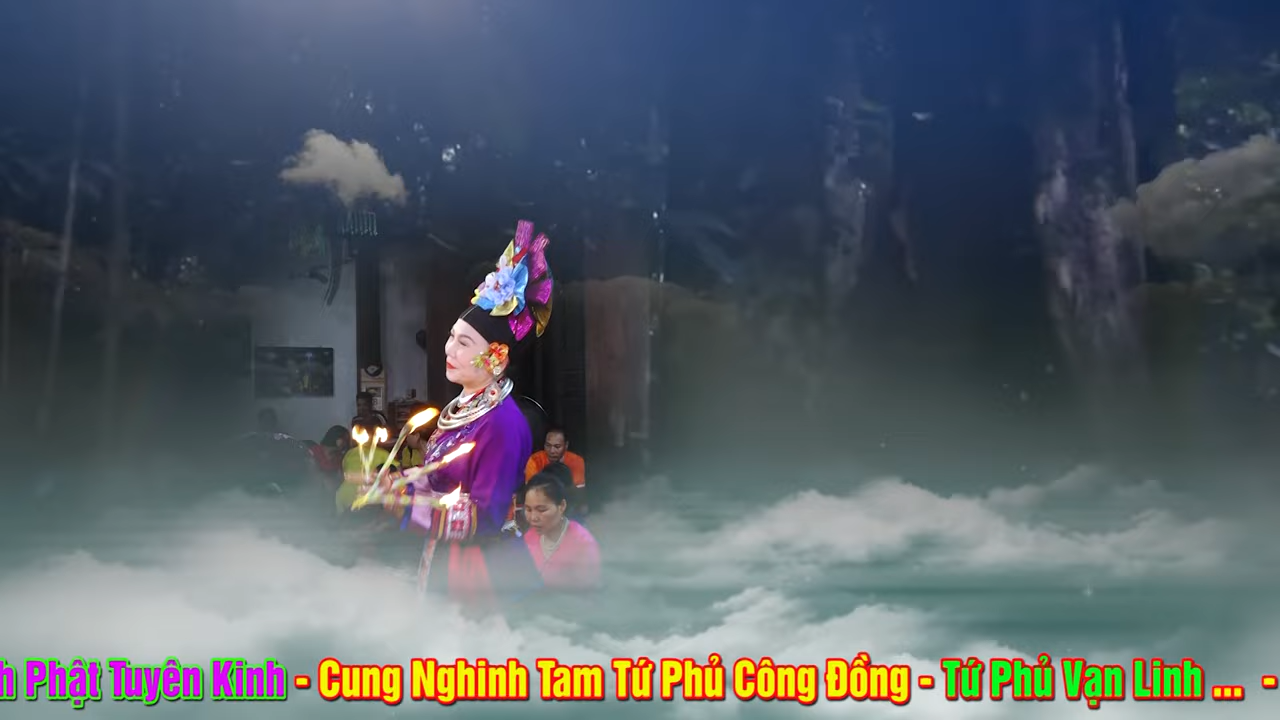 h Phật Tuyên Kinh - Cung Nghinh Tam Tứ Phủ Công Đồng - Tứ Phủ Vạn Linh ... -